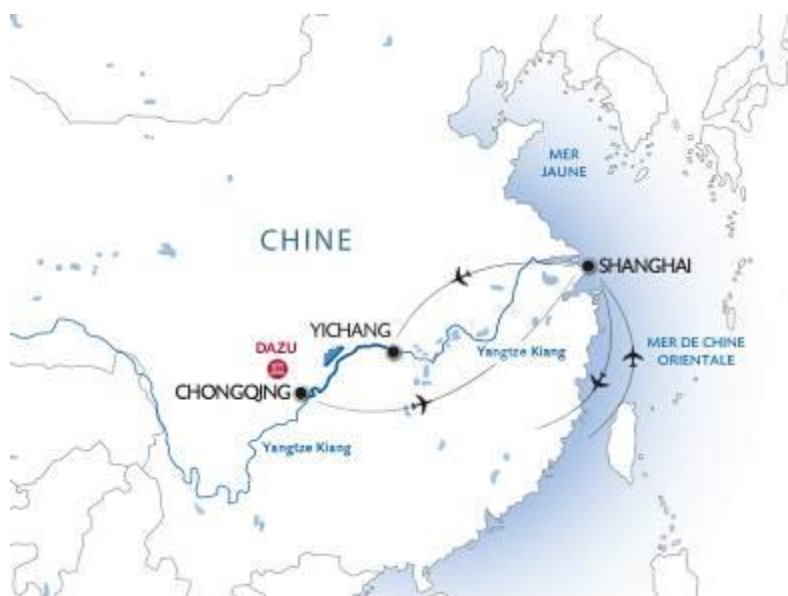 MER
JAUNE
CHINE
SHANGHAI
YICHANG
MER DE CHINE
ORIENTALE
DAZU
Yangtze Kiang
CHONGQING
Yangtze Kiang